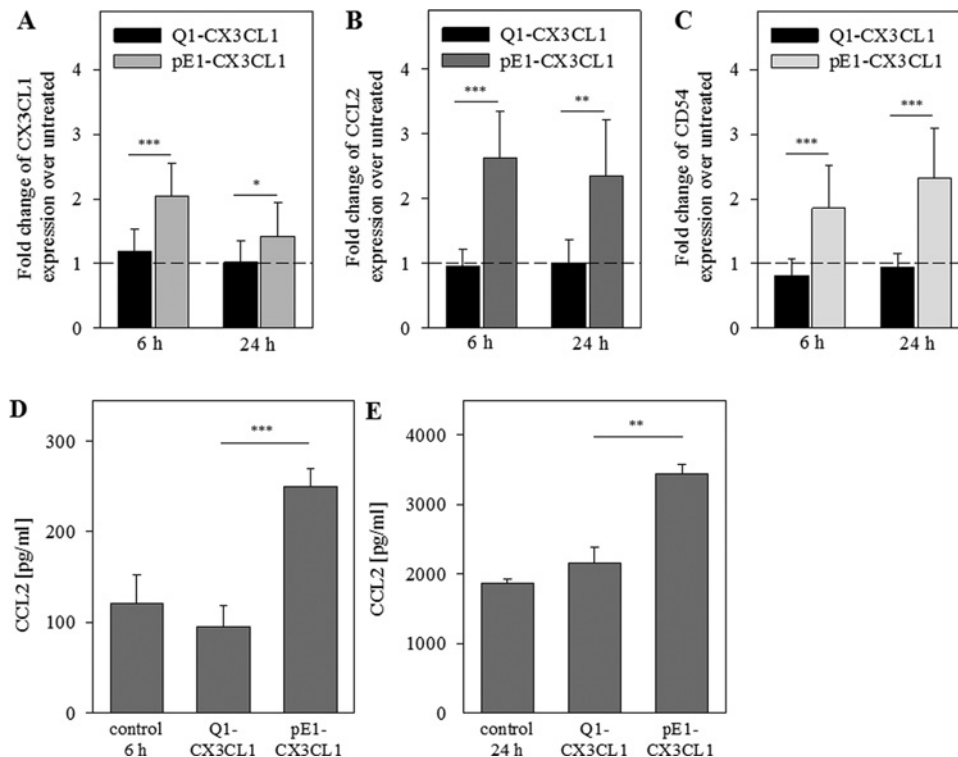 A
Q1-CX3CL1
pE1-CX3CL1
Fold change of CX3CL1
expression over untreated
4
3
2
1
0
***
*
6 h
24 h
B
Q1-CX3CL1
pE1-CX3CL1
Fold change of CCL2
expression over untreated
4
3
2
1
0
***
**
6 h
24 h
C
Q1-CX3CL1
pE1-CX3CL1
Fold change of CD54
expression over untreated
4
3
2
1
0
***
***
6 h
24 h
D
CCL2 [pg/ml]
300
200
100
0
***
control
6 h
Q1-
CX3CL1
pE1-
CX3CL1
E
CCL2 [pg/ml]
4000
3000
2000
1000
0
**
control
24 h
Q1-
CX3CL1
pE1-
CX3CL1